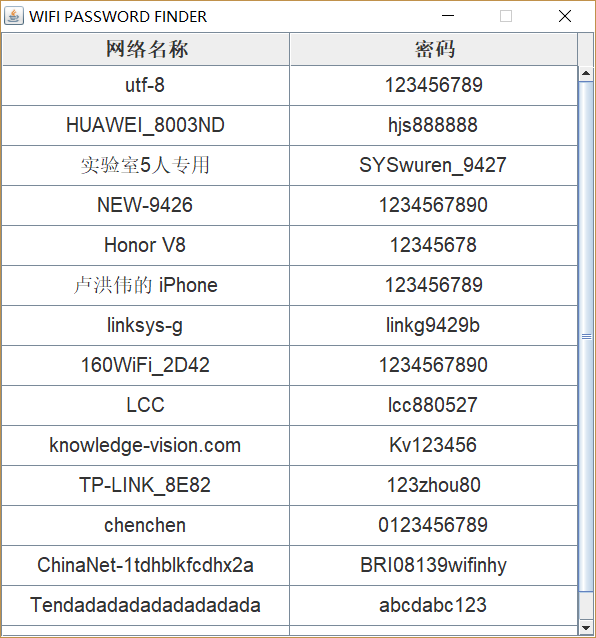 WIFI PASSWORD FINDER
网络名称 密码
utf-8 123456789
HUAWEI_8003ND hjs888888
实验室5人专用 SYSwuren_9427
NEW-9426 1234567890
Honor V8 12345678
卢洪伟的 iPhone 123456789
linksys-g linkg9429b
160WiFi_2D42 1234567890
LCC lcc880527
knowledge-vision.com Kv123456
TP-LINK_8E82 123zhou80
chenchen 0123456789
ChinaNet-1tdhblkfcdhx2a BRI08139wifinhy
Tendadadadadadadadada abcdabc123